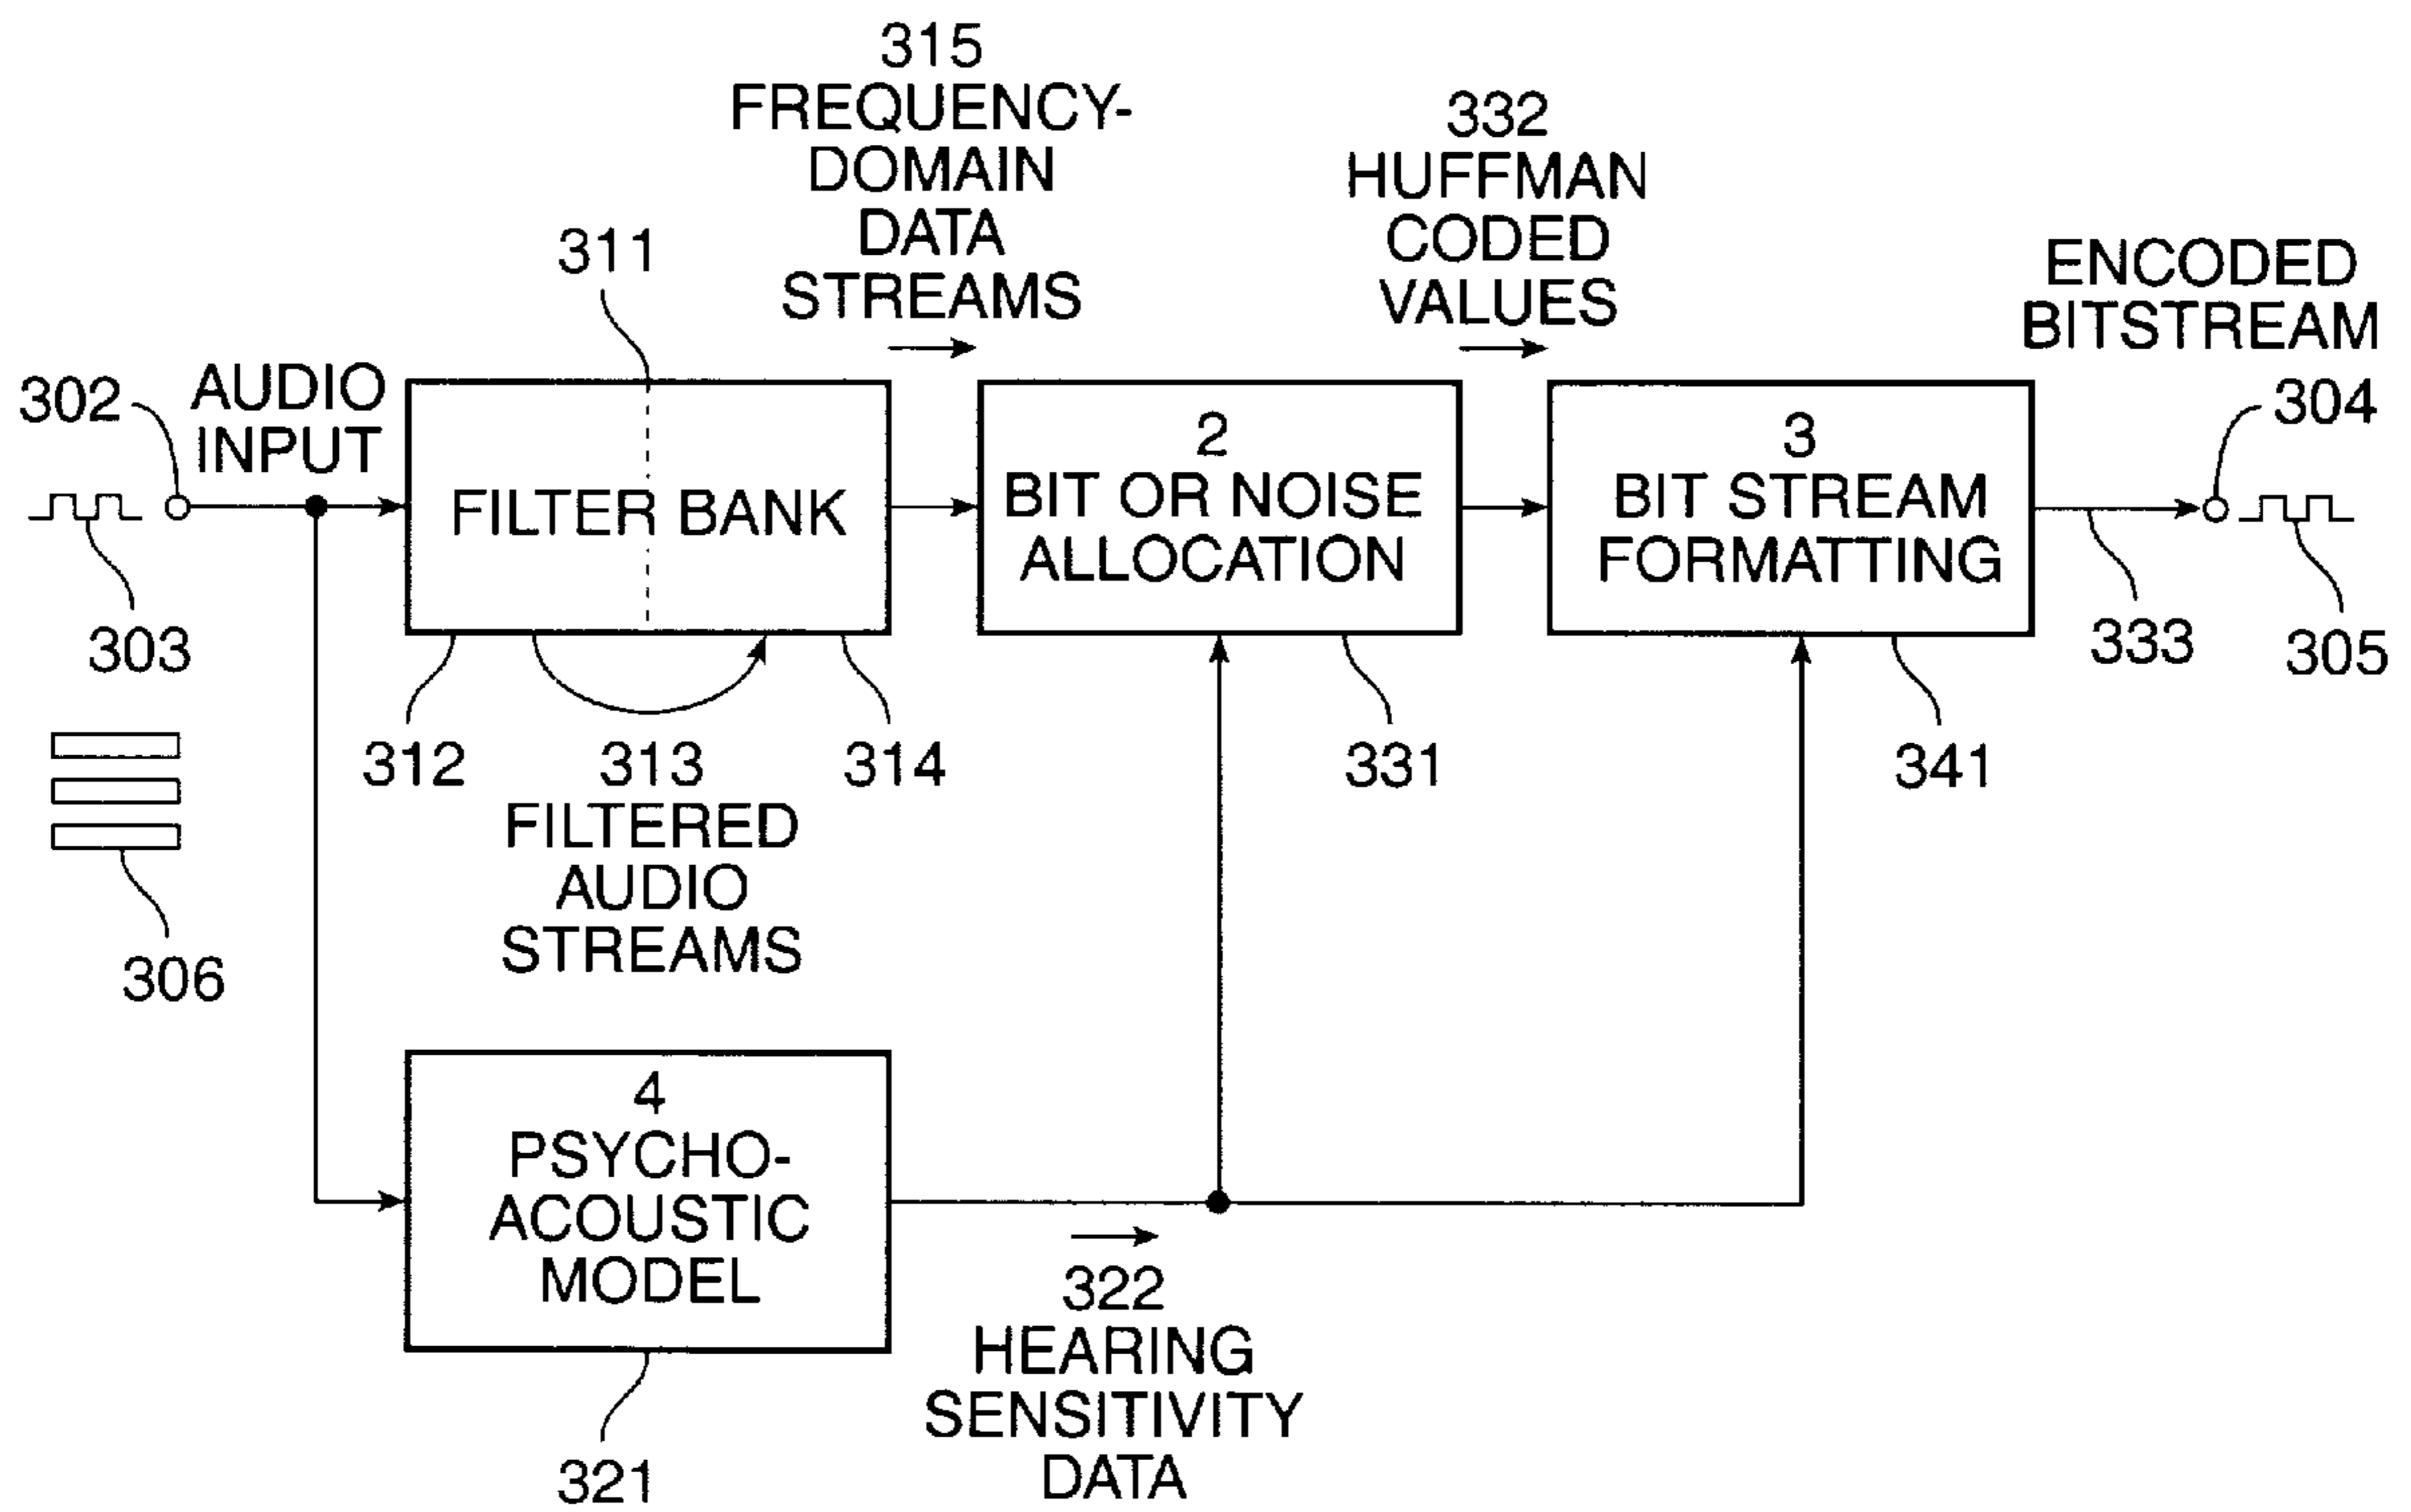 315
FREQUENCY-
DOMAIN
DATA
STREAMS
332
HUFFMAN
CODED
VALUES
311
ENCODED
BITSTREAM
302
AUDIO
INPUT
304
FILTER BANK
2
BIT OR NOISE
ALLOCATION
3
BIT STREAM
FORMATTING
303
333
305
312
313
FILTERED
AUDIO
STREAMS
314
331
341
306
4
PSYCHO-
ACOUSTIC
MODEL
322
HEARING
SENSITIVITY
DATA
321